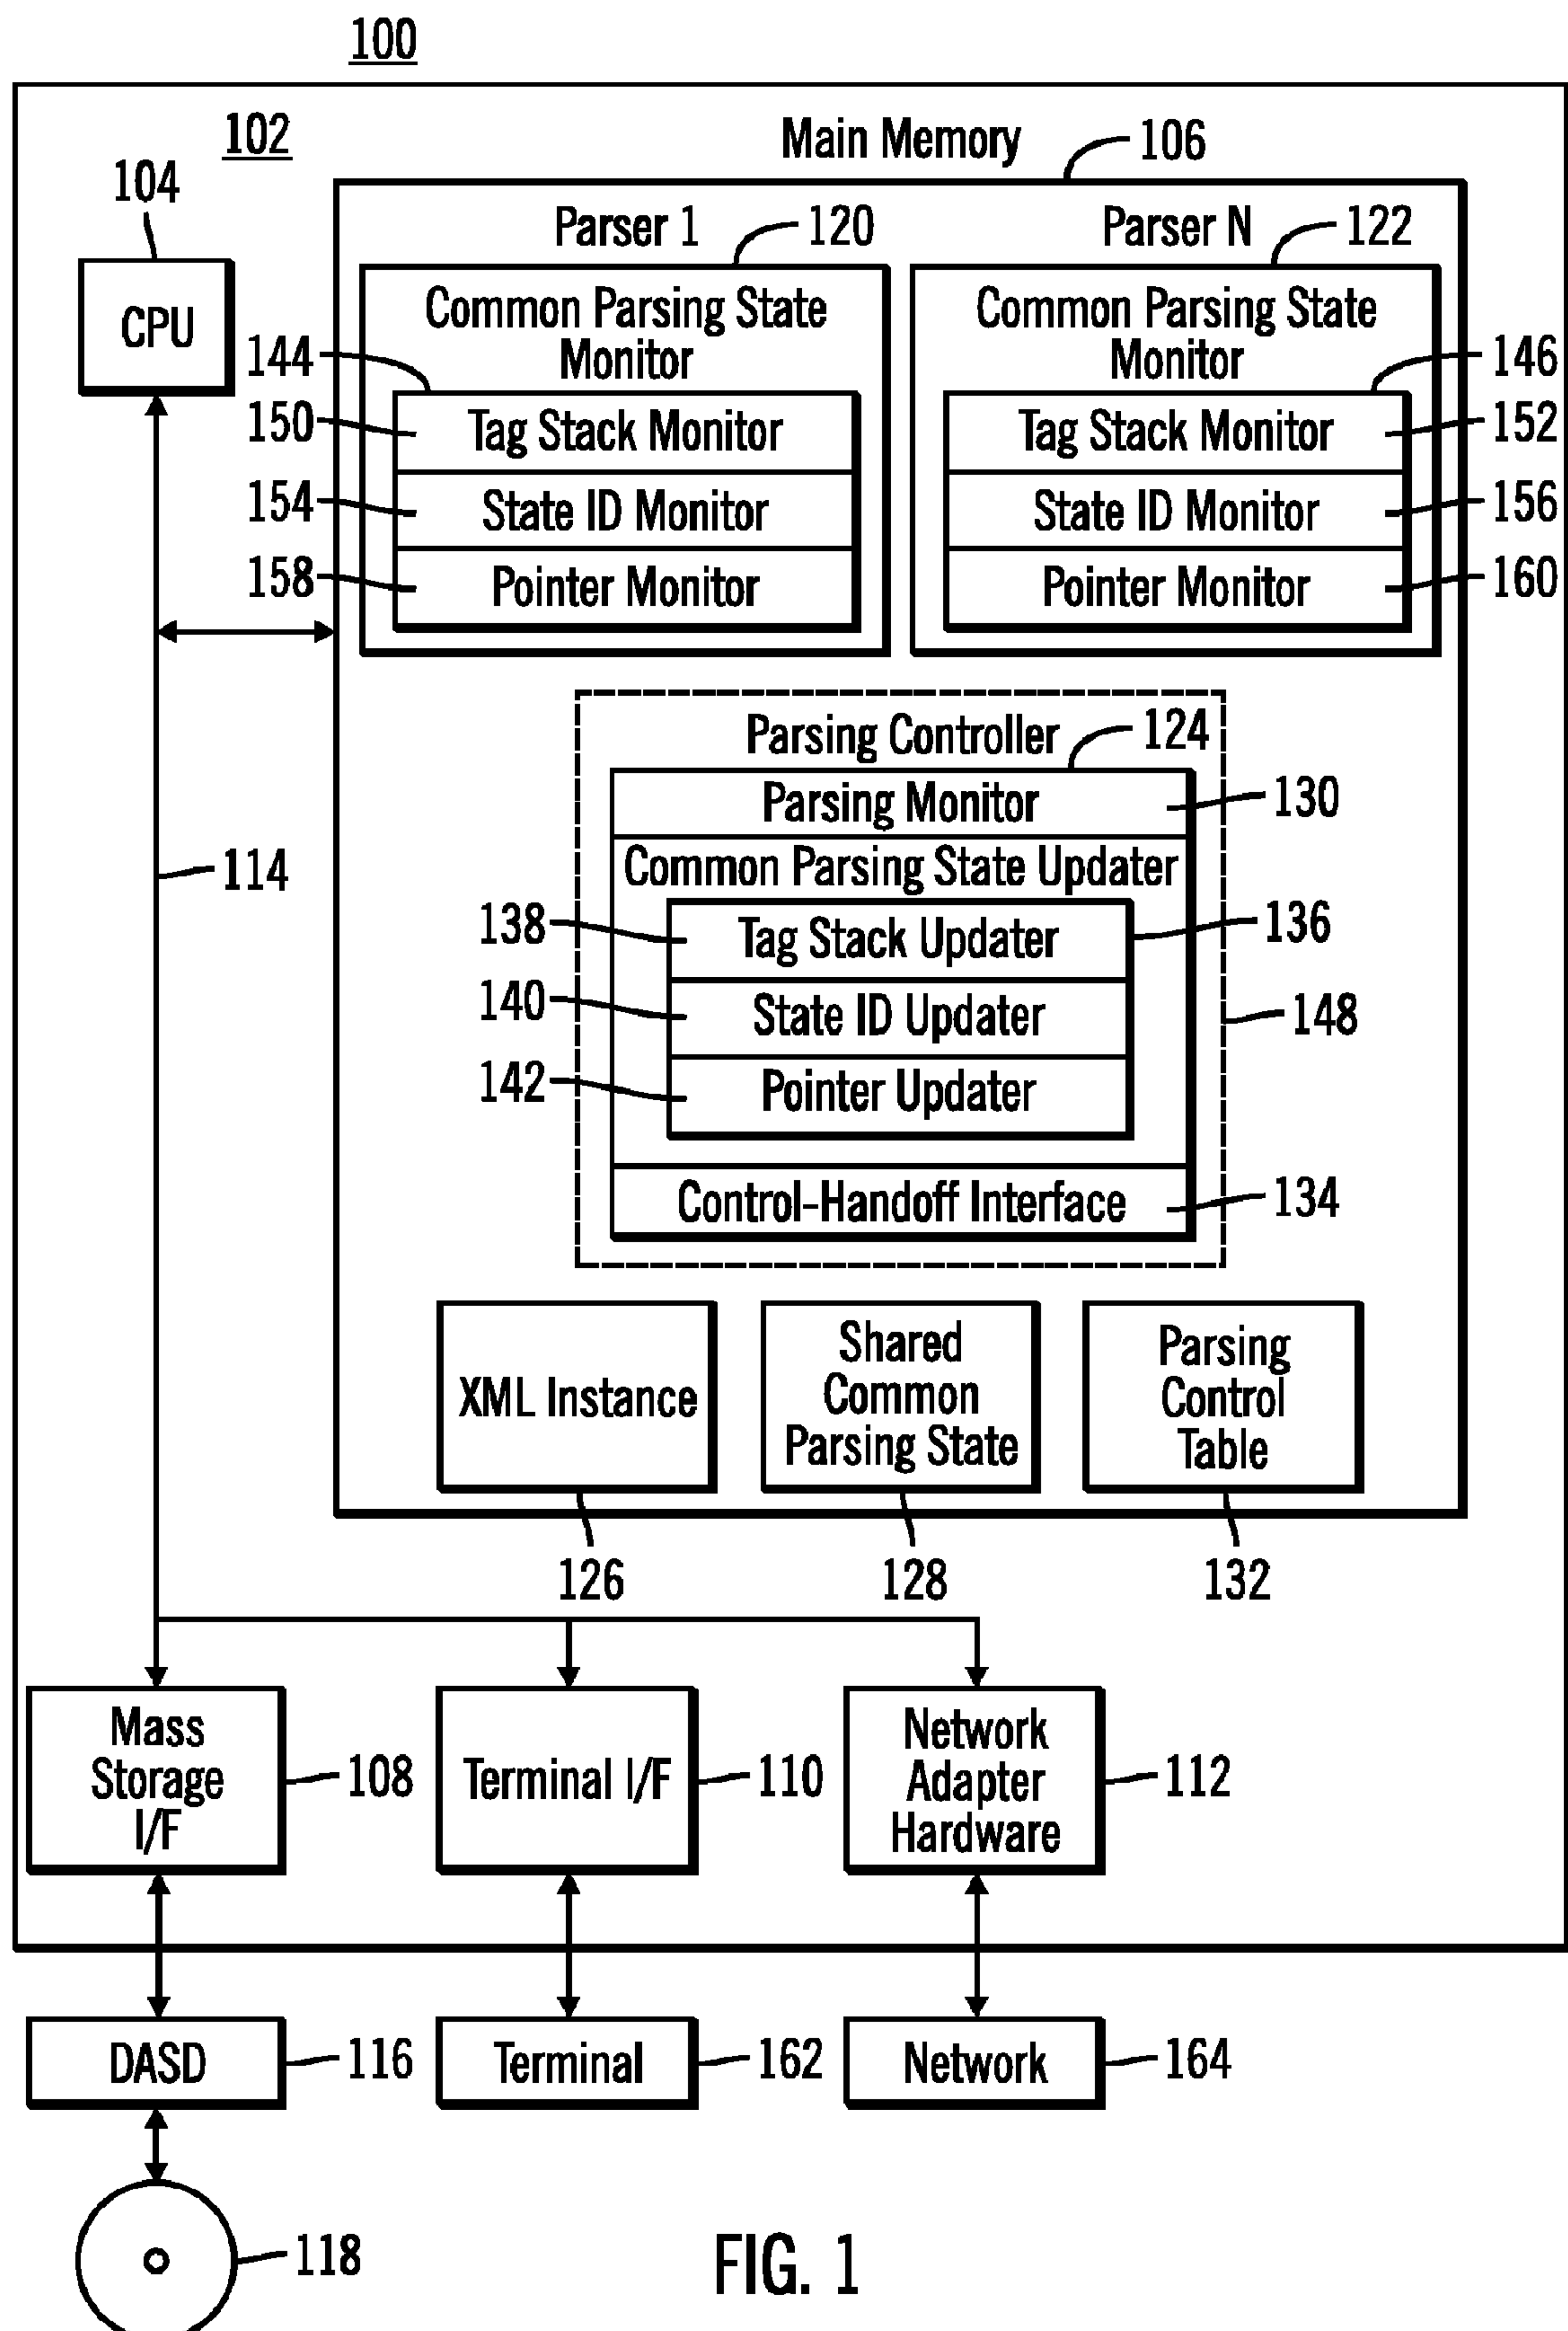 100
102
Main Memory
106
104
CPU
Parser 1
120
Parser N
122
Common Parsing State
Monitor
Common Parsing State
Monitor
144
146
150
Tag Stack Monitor
Tag Stack Monitor
152
154
State ID Monitor
State ID Monitor
156
158
Pointer Monitor
Pointer Monitor
160
Parsing Controller
124
Parsing Monitor
130
114
Common Parsing State Updater
138
Tag Stack Updater
136
140
State ID Updater
148
142
Pointer Updater
Control-Handoff Interface
134
XML Instance
Shared
Common
Parsing State
Parsing
Control
Table
126
128
132
Mass
Storage
I/F
108
Terminal I/F
110
Network
Adapter
Hardware
112
DASD
116
Terminal
162
Network
164
118
FIG. 1